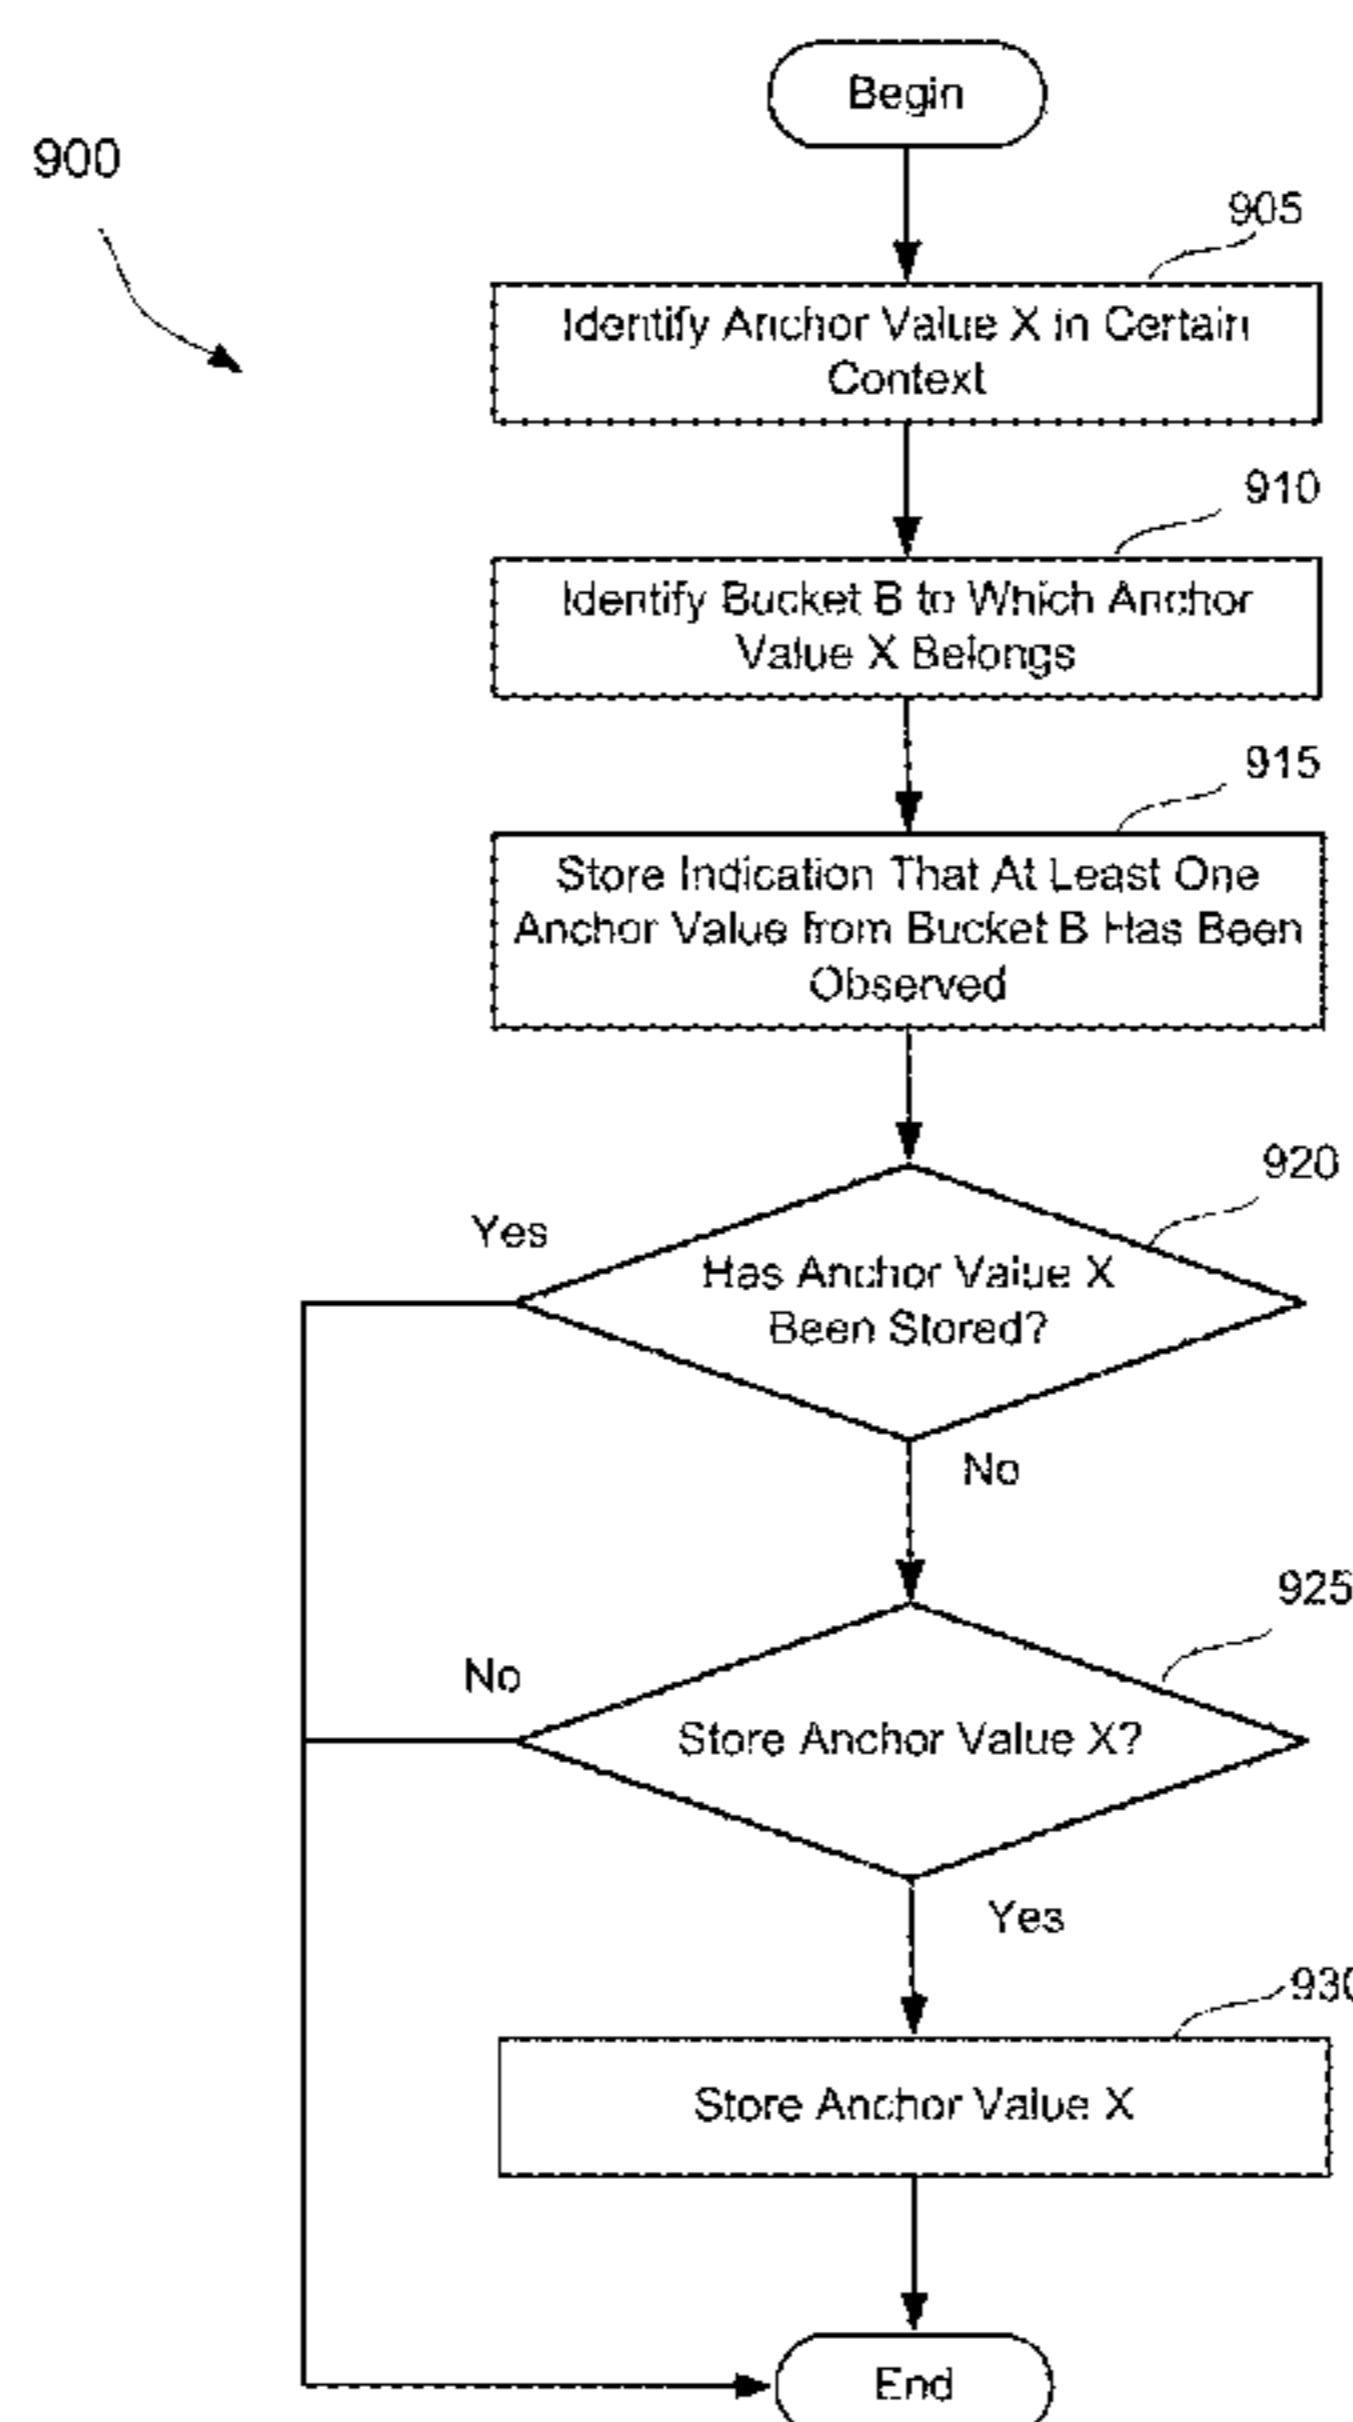 Begin
900
905
Identify Anchor Value X in Certain
Context
910
Identify Bucket B to Which Anchor
Value X Belongs
915
Store Indication That At Least One
Anchor Value from Bucket B Has Been
Observed
920
Yes
Has Anchor Value X
Been Stored?
No
925
No
Store Anchor Value X?
Yes
930
Store Anchor Value X
End